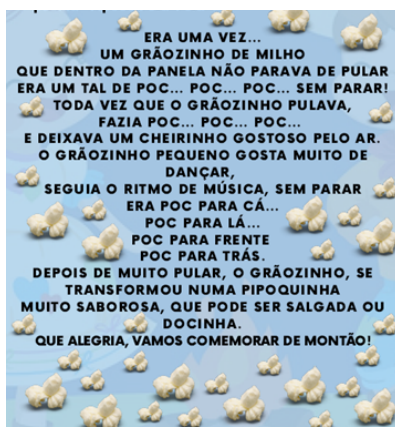 ERA UMA VEZ...
UM GRÃOZINHO DE MILHO
QUE DENTRO DA PANELA NÃO PARAVA DE PULAR
ERA UM TAL DE POC... POC... POC... SEM PARAR!
TODA VEZ QUE O GRÃOZINHO PULAVA,
FAZIA POC... POC... POC...
E DEIXAVA UM CHEIRINHO GOSTOSO PELO AR.
O GRÃOZINHO PEQUENO GOSTA MUITO DE
DANÇAR,
SEGUIA O RITMO DE MÚSICA, SEM PARAR
ERA POC PARA CÁ...
POC PARA LÁ...
POC PARA FRENTE
POC PARA TRÁS.
DEPOIS DE MUITO PULAR, O GRÃOZINHO, SE
TRANSFORMOU NUMA PIPOQUINHA
MUITO SABOROSA, QUE PODE SER SALGADA OU
DOCINHA.
QUE ALEGRIA, VAMOS COMEMORAR DE MONTÃO!